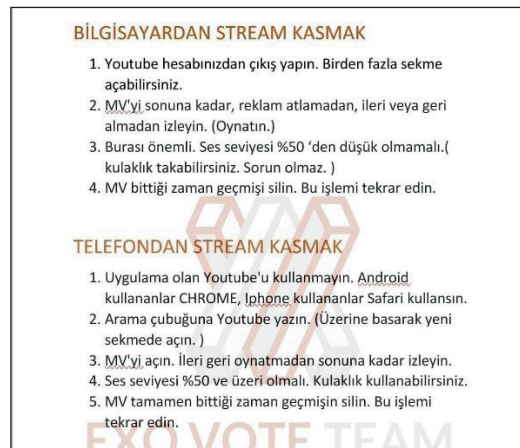 BİLGİSAYARDAN STREAM KASMAK
1. Youtube hesabınızdan çıkış yapın. Birden fazla sekme
açabilirsiniz.
2. MV'yi sonuna kadar, reklam atlamadan, ileri veya geri
almadan izleyin. (Oynatın.)
3. Burası önemli. Ses seviyesi %50 ‘den düşük olmamalı.(
kulaklık takabilirsiniz. Sorun olmaz. )
4. MV bittiği zaman geçmişi silin. Bu işlemi tekrar edin.
TELEFONDAN STREAM KASMAK
1. Uygulama olan Youtube'u kullanmayın. Android
kullananlar CHROME, Iphone kullananlar Safari kullansın.
2. Arama çubuğuna Youtube yazın. (Üzerine basarak yeni
sekmede açın. )
3. MV'yi açın. İleri geri oynatmadan sonuna kadar izleyin.
4. Ses seviyesi %50 ve üzeri olmalı. Kulaklık kullanabilirsiniz.
5. MV tamamen bittiği zaman geçmişin silin. Bu işlemi
tekrar edin.
EXO VOTE TEAM